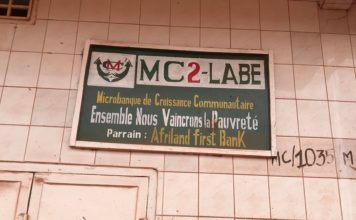 MC2-LABE
Microbanque de Croissance Communautaire
Ensemble Nous Vaincrons la Pauvreté
Parrain : Afriland First Bank
MC/1035 M